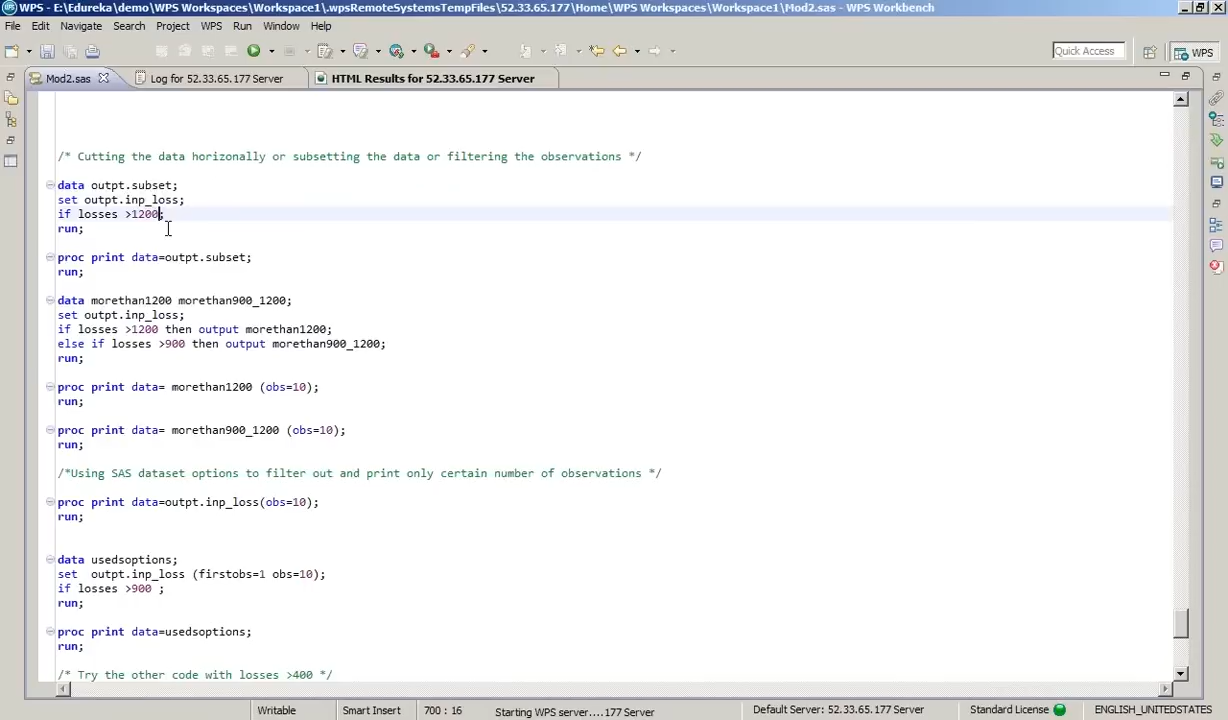 WPS - E:\Edureka\demo\WPS Workspaces\Workspace1\.wpsRemoteSystemsTempFiles\52.33.65.177\Home\WPS Workspaces\Workspace1\Mod2.sas - WPS Workbench
File Edit Navigate Search Project WPS Run Window Help
Quick Access WPS
Mod2.sas Log for 52.33.65.177 Server HTML Results for 52.33.65.177 Server
/* Cutting the data horizonally or subsetting the data or filtering the observations */
data outpt.subset;
set outpt.inp_loss;
if losses >1200;
run;
proc print data=outpt.subset;
run;
data morethan1200 morethan900_1200;
set outpt.inp_loss;
if losses >1200 then output morethan1200;
else if losses >900 then output morethan900_1200;
run;
proc print data= morethan1200 (obs=10);
run;
proc print data= morethan900_1200 (obs=10);
run;
/*Using SAS dataset options to filter out and print only certain number of observations */
proc print data=outpt.inp_loss(obs=10);
run;
data usedsoptions;
set  outpt.inp_loss (firstobs=1 obs=10);
if losses >900 ;
run;
proc print data=usedsoptions;
run;
/* Try the other code with losses >400 */
Writable Smart Insert 700 : 16 Starting WPS server....177 Server Default Server: 52.33.65.177 Server Standard License ENGLISH_UNITEDSTATES